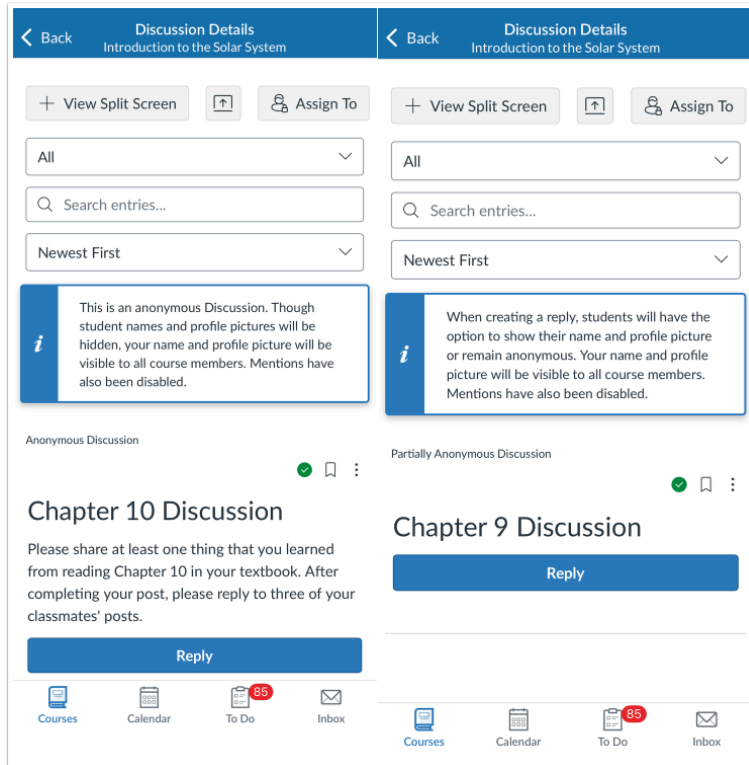 Back
Discussion Details
Introduction to the Solar System
View Split Screen
Assign To
All
Search entries...
Newest First
This is an anonymous Discussion. Though
student names and profile pictures will be
hidden, your name and profile picture will be
visible to all course members. Mentions have
also been disabled.
Anonymous Discussion
Chapter 10 Discussion
Please share at least one thing that you learned
from reading Chapter 10 in your textbook. After
completing your post, please reply to three of your
classmates' posts.
Reply
85
Courses
Calendar
To Do
Inbox
Back
Discussion Details
Introduction to the Solar System
View Split Screen
Assign To
All
Search entries...
Newest First
When creating a reply, students will have the
option to show their name and profile picture
or remain anonymous. Your name and profile
picture will be visible to all course members.
Mentions have also been disabled.
Partially Anonymous Discussion
Chapter 9 Discussion
Reply
85
Courses
Calendar
To Do
Inbox